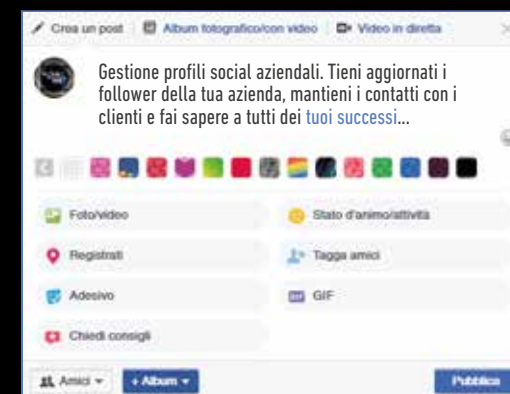 Crea un post Album fotografico/con video Video in diretta
Gestione profili social aziendali. Tieni aggiornati i
follower della tua azienda, mantieni i contatti con i
clienti e fai sapere a tutti dei tuoi successi...
Foto/video Stato d'animo/attività
Registrati Tagga amici
Adesivo GIF
Chiedi consigli
Amici + Album Pubblica